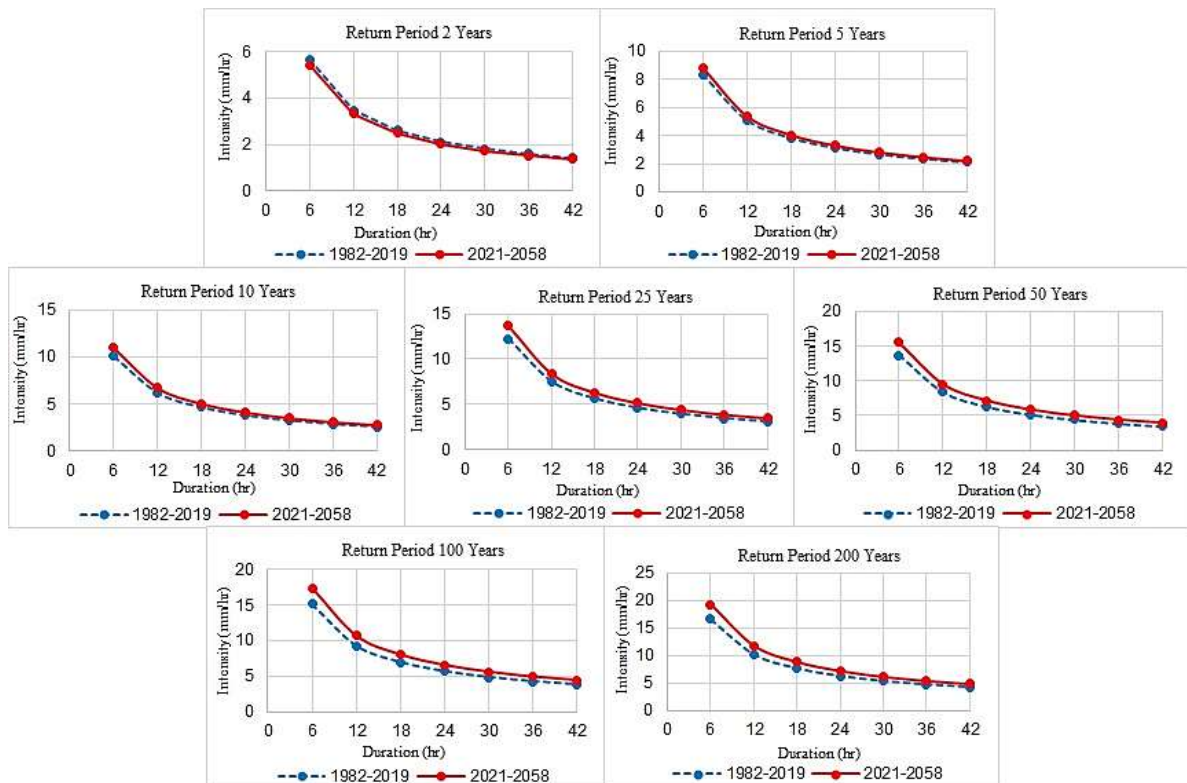 Return Period 2 Years
Intensity (mm/hr)
6
4
2
0
0 6 12 18 24 30 36 42
Duration (hr)
1982-2019 2021-2058
Return Period 5 Years
Intensity (mm/hr)
10
8
6
4
2
0
0 6 12 18 24 30 36 42
Duration (hr)
1982-2019 2021-2058
Return Period 10 Years
Intensity (mm/hr)
15
10
5
0
0 6 12 18 24 30 36 42
Duration (hr)
1982-2019 2021-2058
Return Period 25 Years
Intensity (mm/hr)
15
10
5
0
0 6 12 18 24 30 36 42
Duration (hr)
1982-2019 2021-2058
Return Period 50 Years
Intensity (mm/hr)
20
15
10
5
0
0 6 12 18 24 30 36 42
Duration (hr)
1982-2019 2021-2058
Return Period 100 Years
Intensity (mm/hr)
20
15
10
5
0
0 6 12 18 24 30 36 42
Duration (hr)
1982-2019 2021-2058
Return Period 200 Years
Intensity (mm/hr)
25
20
15
10
5
0
0 6 12 18 24 30 36 42
Duration (hr)
1982-2019 2021-2058